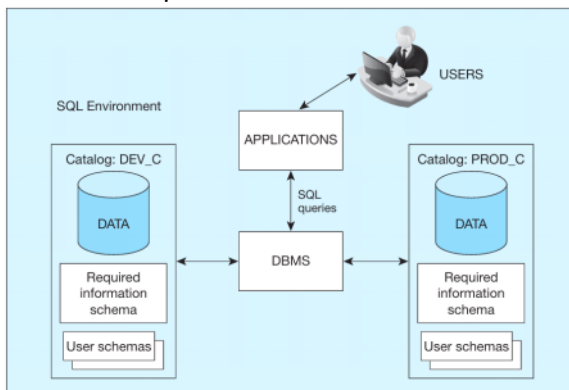 USERS
SQL Environment
APPLICATIONS
Catalog: DEV_C
Catalog: PROD_C
SQL
queries
DATA
DATA
DBMS
Required
information
schema
Required
information
schema
User schemas
User schemas